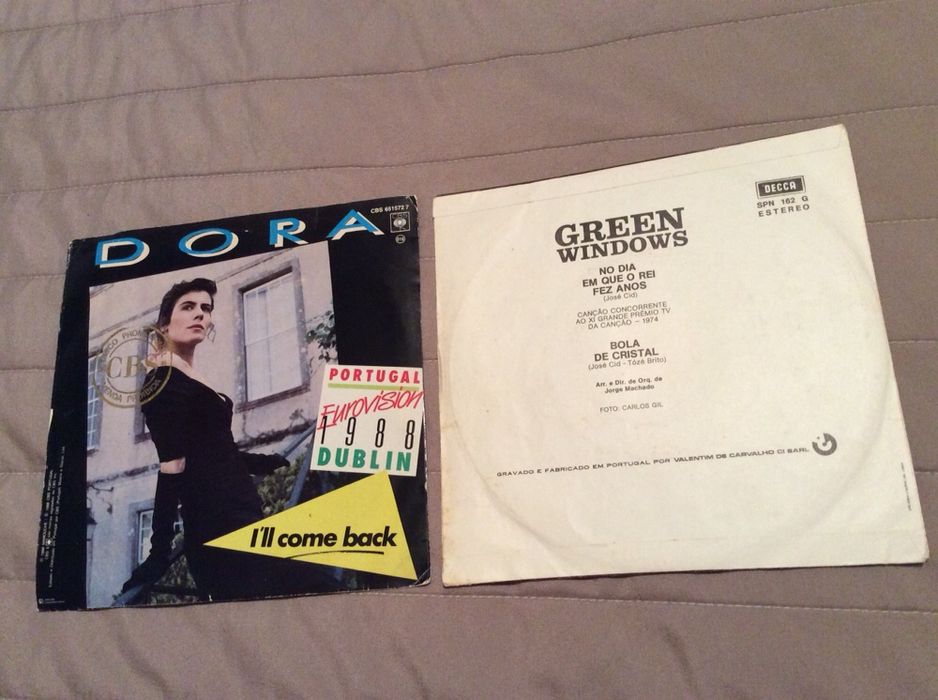 DORA
CBS 651572 7
CBS
PORTUGAL
Eurovision
1988
DUBLIN
I'll come back
DECCA
SPN 162 G
ESTEREO
GREEN
WINDOWS
NO DIA
EM QUE O REI
FEZ ANOS
(José Cid)
CANÇÃO CONCORRENTE
AO XI GRANDE PRÉMIO TV
DA CANÇÃO – 1974
BOLA
DE CRISTAL
(José Cid - Tózé Brito)
Arr. e Dir. de Orq. de
Jorge Machado
FOTO: CARLOS GIL
GRAVADO E FABRICADO EM PORTUGAL POR VALENTIM DE CARVALHO CI SARL